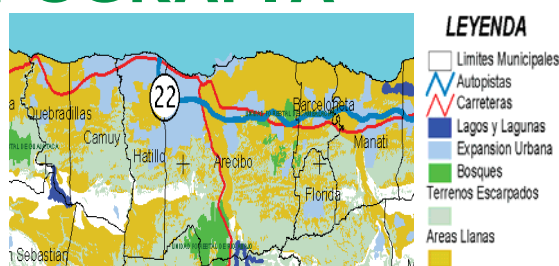 LEYENDA
Limites Municipales
Autopistas
Carreteras
Lagos y Lagunas
Expansion Urbana
Bosques
Terrenos Escarpados
Areas Llanas
22
Quebradillas
Camuy
Hatillo
Arecibo
Barceloneta
Manati
Florida
Sebastian